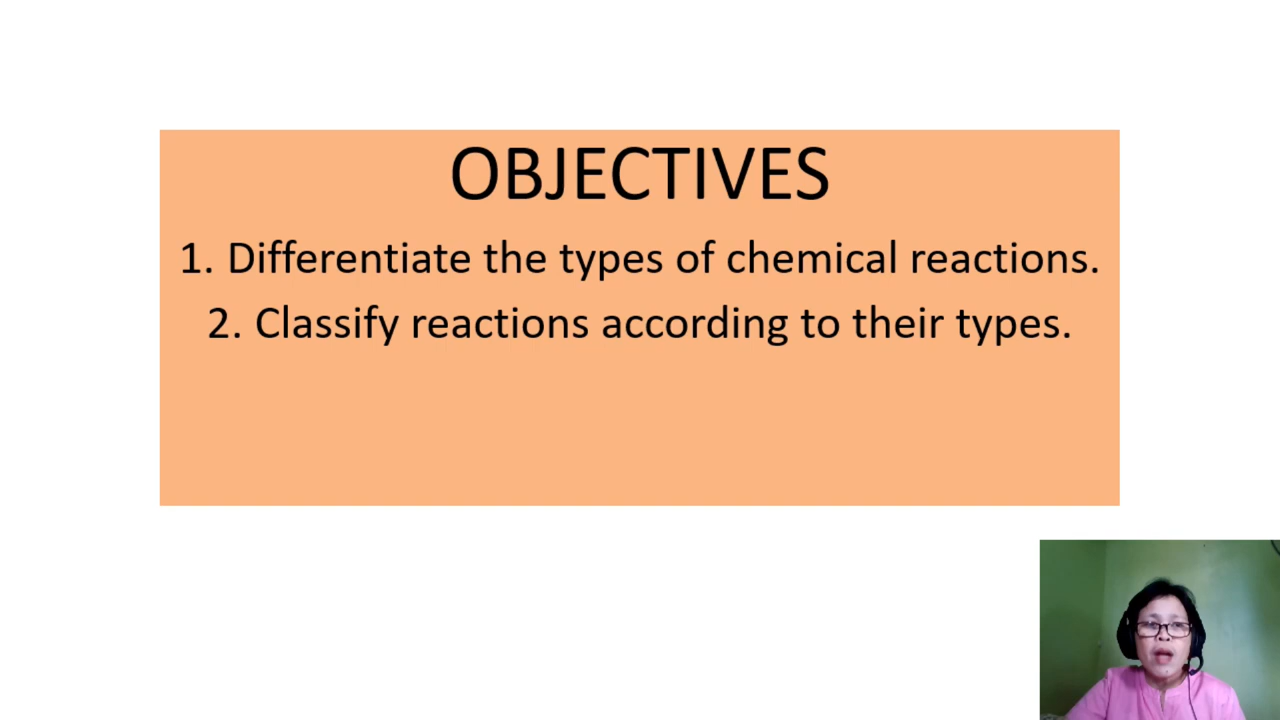 OBJECTIVES
1. Differentiate the types of chemical reactions.
2. Classify reactions according to their types.